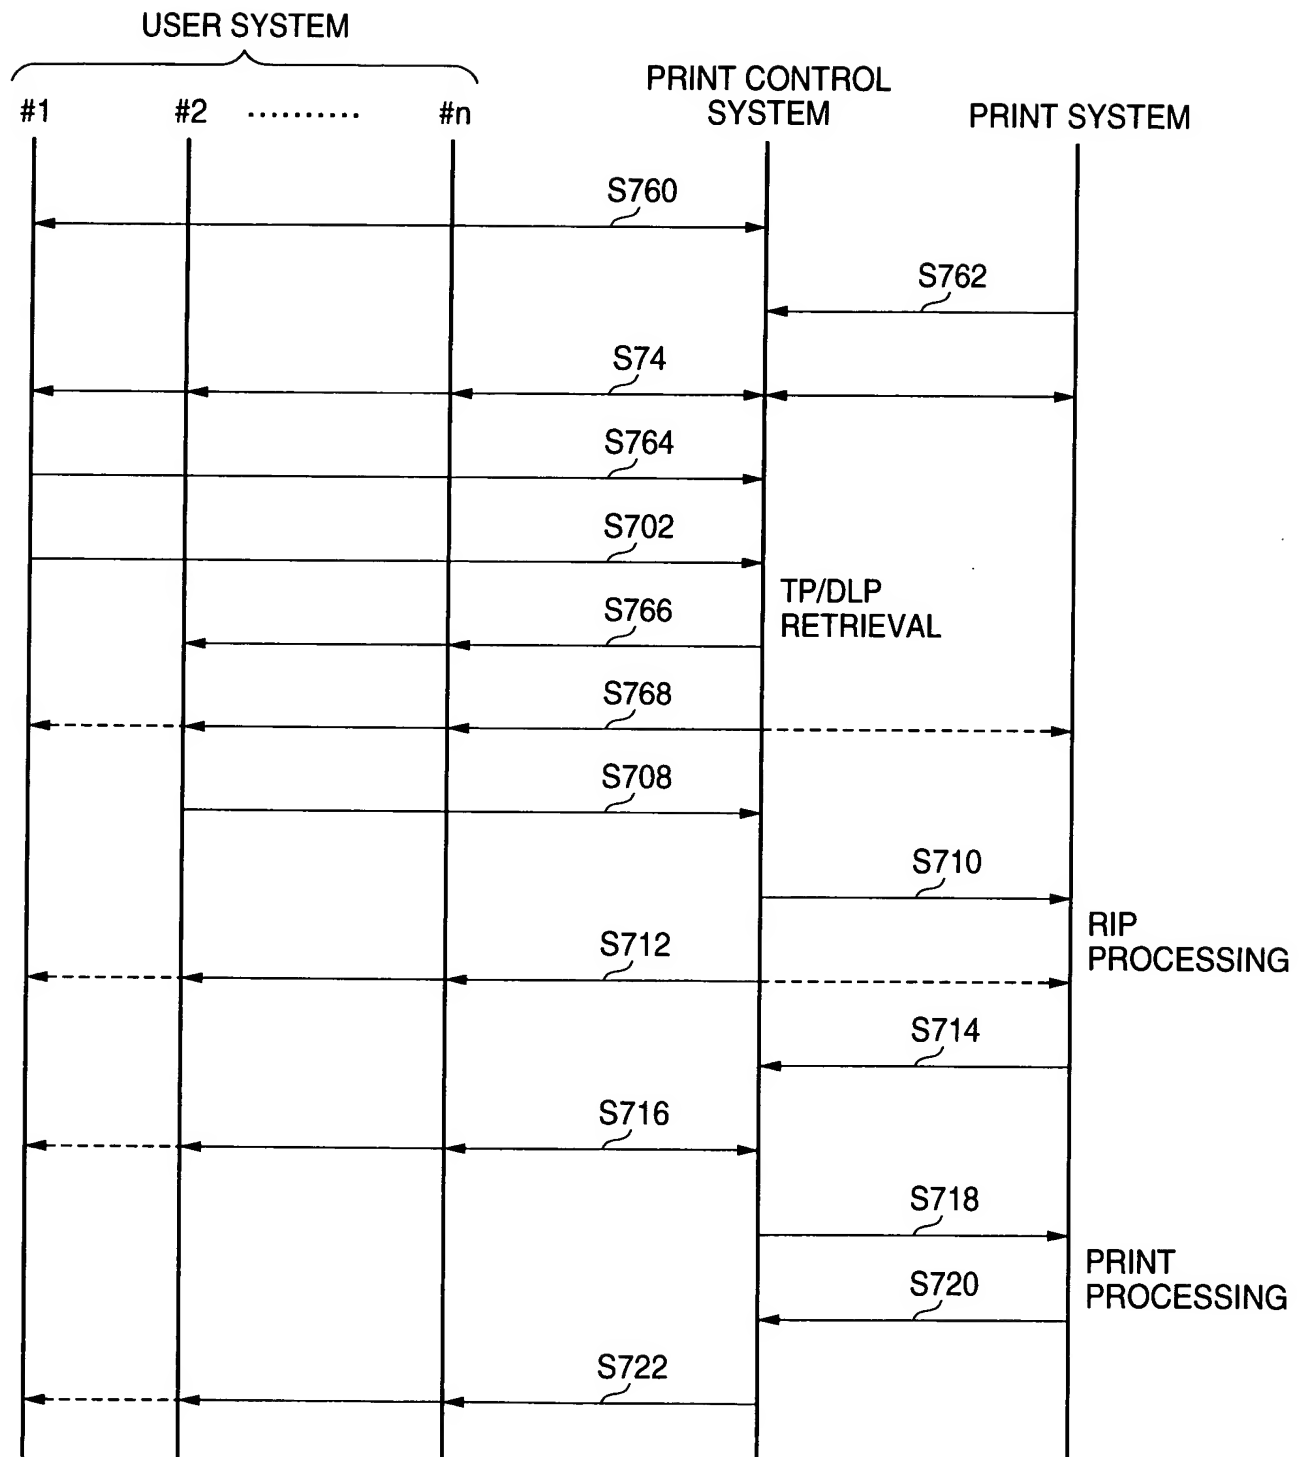 USER SYSTEM
#1 #2 .......... #n
PRINT CONTROL
SYSTEM
PRINT SYSTEM
S760
S762
S74
S764
S702
TP/DLP
RETRIEVAL
S766
S768
S708
S710
RIP
PROCESSING
S712
S714
S716
S718
PRINT
PROCESSING
S720
S722